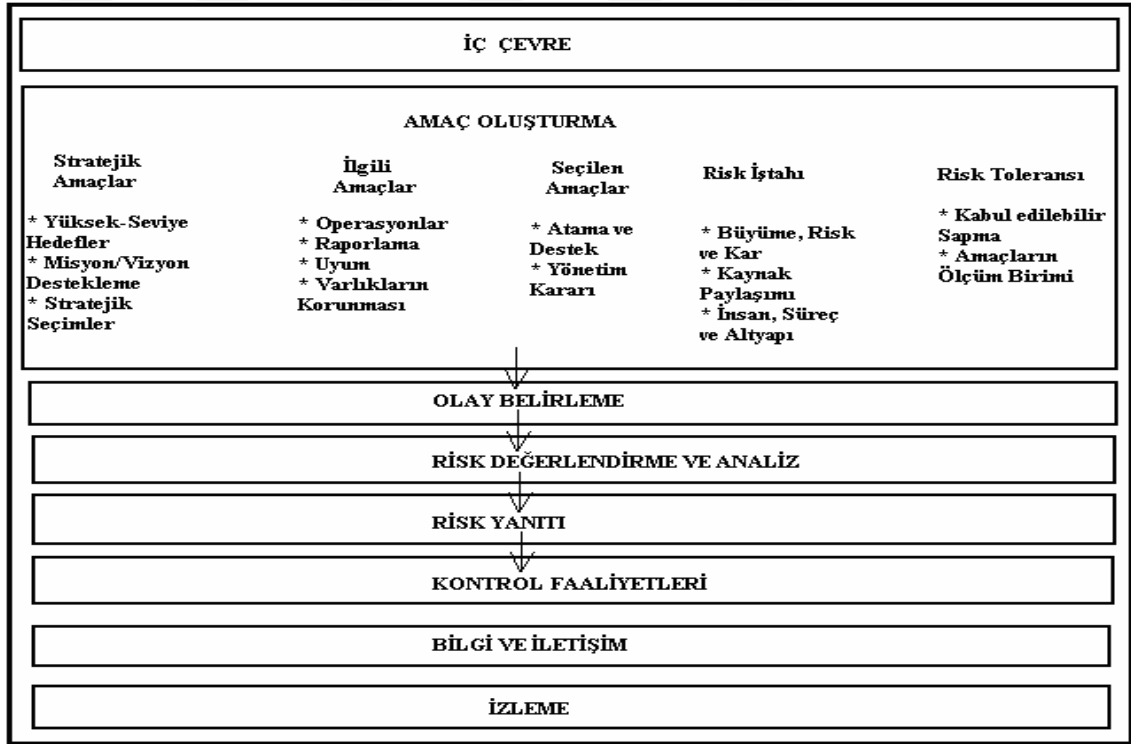 İÇ ÇEVRE
AMAÇ OLUŞTURMA
Stratejik
Amaçlar
* Yüksek-Seviye
Hedefler
* Misyon/Vizyon
Destekleme
* Stratejik
Seçimler
İlgili
Amaçlar
* Operasyonlar
* Raporlama
* Uyum
* Varlıkların
Korunması
Seçilen
Amaçlar
* Atama ve
Destek
* Yönetim
Kararı
Risk İştahı
* Büyüme, Risk
ve Kar
* Kaynak
Paylaşımı
* İnsan, Süreç
ve Altyapı
Risk Toleransı
* Kabul edilebilir
Sapma
* Amaçların
Ölçüm Birimi
OLAY BELİRLEME
RİSK DEĞERLENDİRME VE ANALİZ
RİSK YANITI
KONTROL FAALİYETLERİ
BİLGİ VE İLETİŞİM
İZLEME